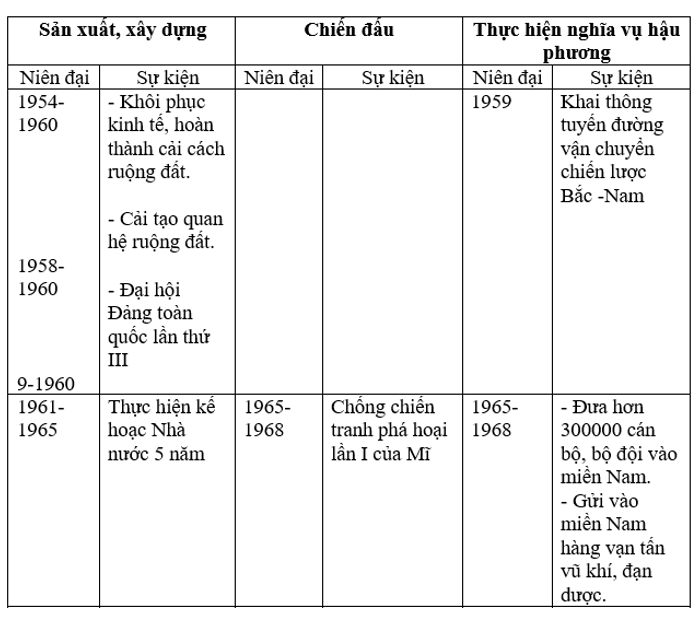 Sản xuất, xây dựng
Chiến đấu
Thực hiện nghĩa vụ hậu
phương
Niên đại
Sự kiện
Niên đại
Sự kiện
Niên đại
Sự kiện
1954-
1960
1958-
1960
9-1960
- Khôi phục
kinh tế, hoàn
thành cải cách
ruộng đất.
- Cải tạo quan
hệ ruộng đất.
- Đại hội
Đảng toàn
quốc lần thứ
III
1959
Khai thông
tuyến đường
vận chuyển
chiến lược
Bắc -Nam
1961-
1965
Thực hiện kế
hoạc Nhà
nước 5 năm
1965-
1968
Chống chiến
tranh phá hoại
lần I của Mĩ
1965-
1968
- Đưa hơn
300000 cán
bộ, bộ đội vào
miền Nam.
- Gửi vào
miền Nam
hàng vạn tấn
vũ khí, đạn
dược.